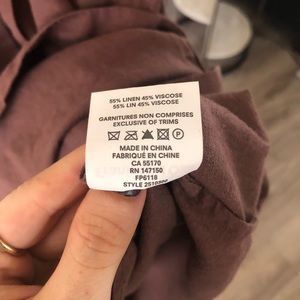 55% LINEN 45% VISCOSE
55% LIN 45% VISCOSE
GARNITURES NON COMPRISES
EXCLUSIVE OF TRIMS
MADE IN CHINA
FABRIQUÉ EN CHINE
CA 55170
RN 147150
FP6118
STYLE